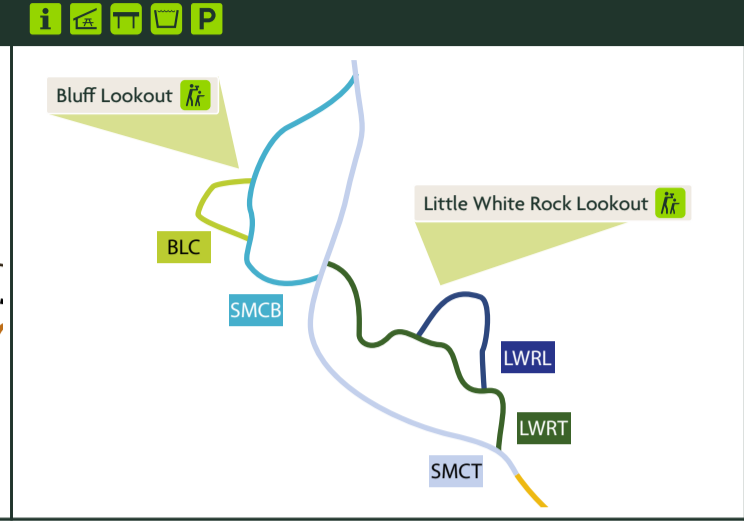 i P
Bluff Lookout
Little White Rock Lookout
BLC
SMCB
LWRL
LWRT
SMCT